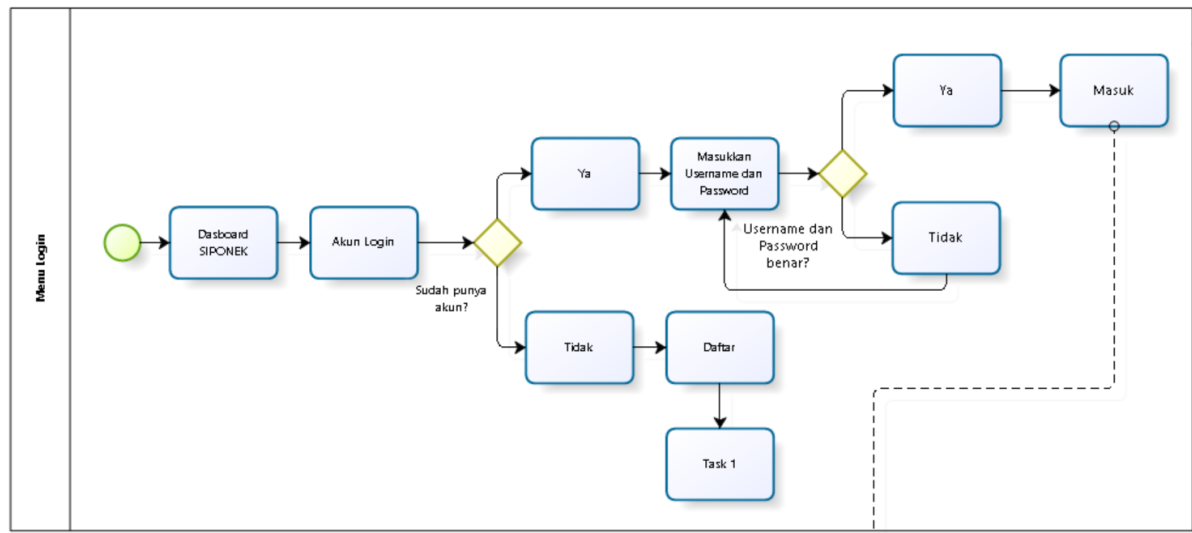 Menu Login
Dasboard
SIPONEK
Akun Login
Sudah punya
akun?
Ya
Masukkan
Username dan
Password
Username dan
Password
benar?
Ya
Masuk
Tidak
Tidak
Daftar
Task 1